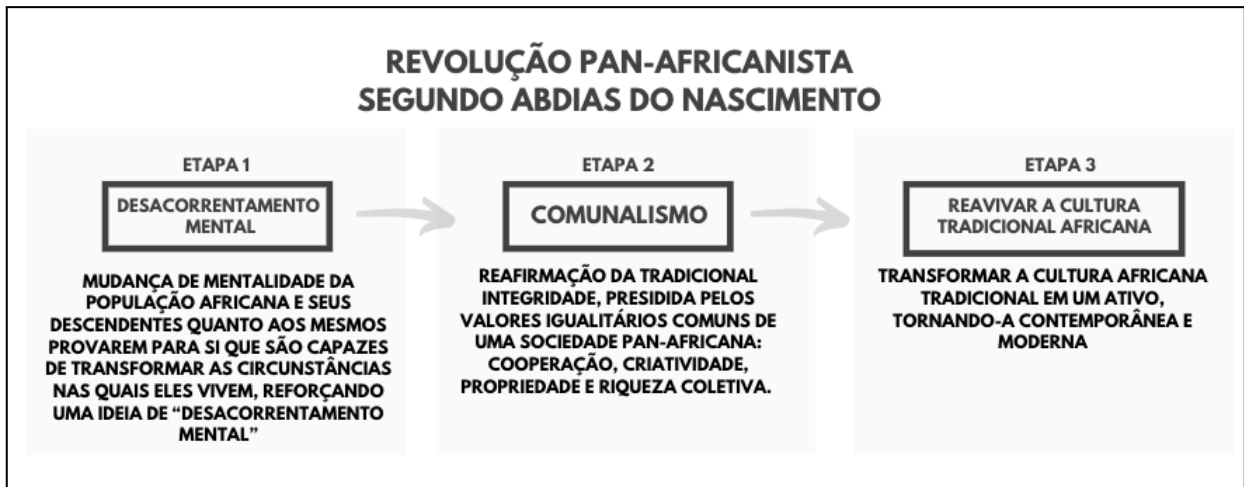 REVOLUÇÃO PAN-AFRICANISTA
SEGUNDO ABDIAS DO NASCIMENTO
ETAPA 1
DESACORRENTAMENTO
MENTAL
MUDANÇA DE MENTALIDADE DA
POPULAÇÃO AFRICANA E SEUS
DESCENDENTES QUANTO AOS MESMOS
PROVAREM PARA SI QUE SÃO CAPAZES
DE TRANSFORMAR AS CIRCUNSTÂNCIAS
NAS QUAIS ELES VIVEM, REFORÇANDO
UMA IDEIA DE “DESACORRENTAMENTO
MENTAL”
ETAPA 2
COMUNALISMO
REAFIRMAÇÃO DA TRADICIONAL
INTEGRIDADE, PRESIDIDA PELOS
VALORES IGUALITÁRIOS COMUNS DE
UMA SOCIEDADE PAN-AFRICANA:
COOPERAÇÃO, CRIATIVIDADE,
PROPRIEDADE E RIQUEZA COLETIVA.
ETAPA 3
REAVIVAR A CULTURA
TRADICIONAL AFRICANA
TRANSFORMAR A CULTURA AFRICANA
TRADICIONAL EM UM ATIVO,
TORNANDO-A CONTEMPORÂNEA E
MODERNA